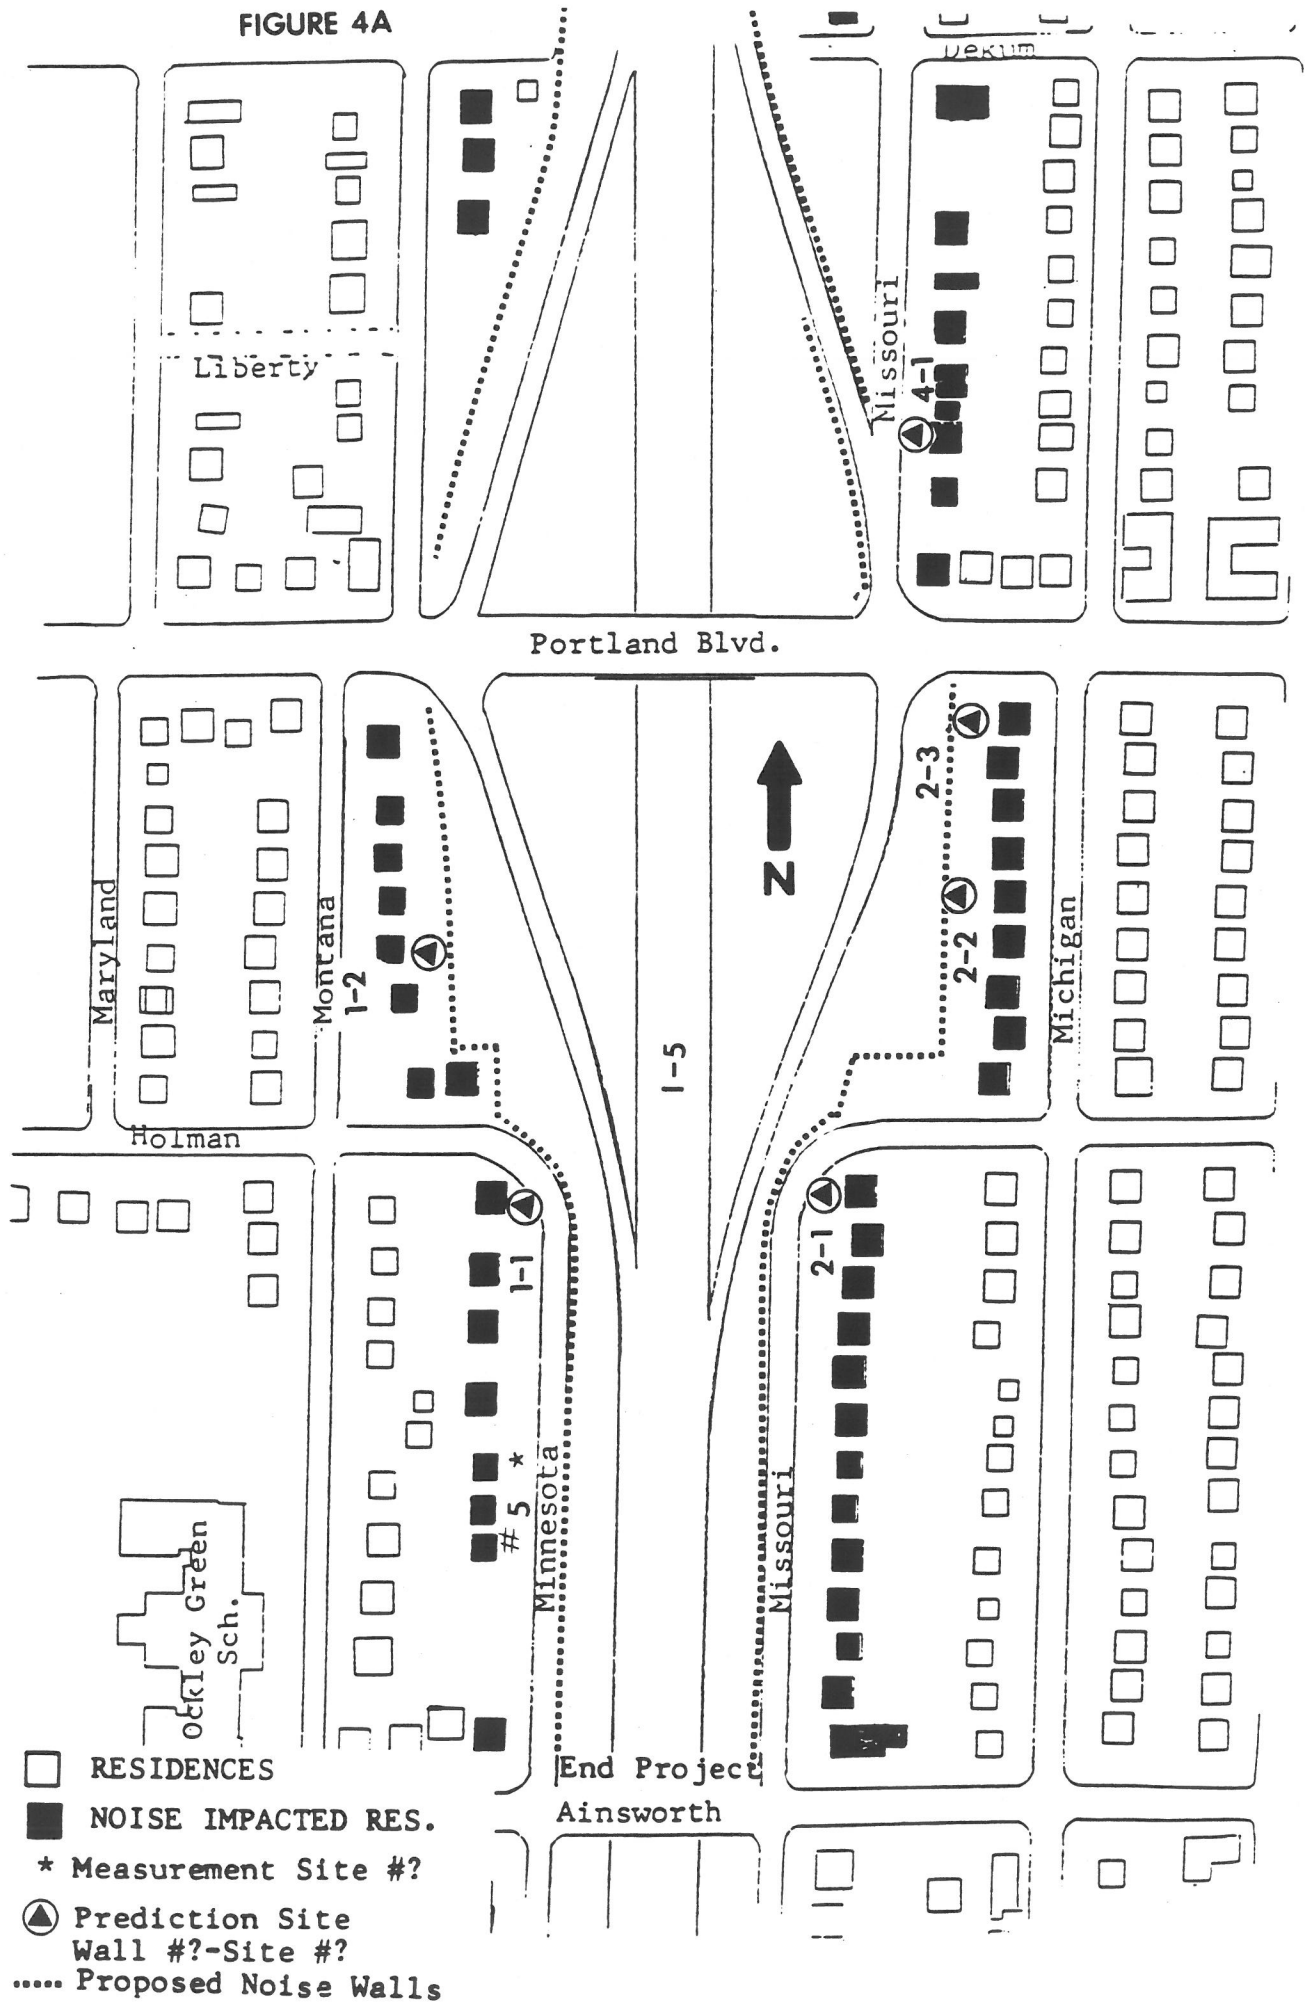 FIGURE 4A
Dekum
Liberty
Missouri
4-1
Portland Blvd.
2-3
N
Maryland
Montana
1-2
2-2
Michigan
I-5
Holman
1-1
2-1
*
# 5
Minnesota
Missouri
Ockley Green
Sch.
RESIDENCES
End Project
NOISE IMPACTED RES.
Ainsworth
* Measurement Site #?
Prediction Site
Wall #?-Site #?
Proposed Noise Walls